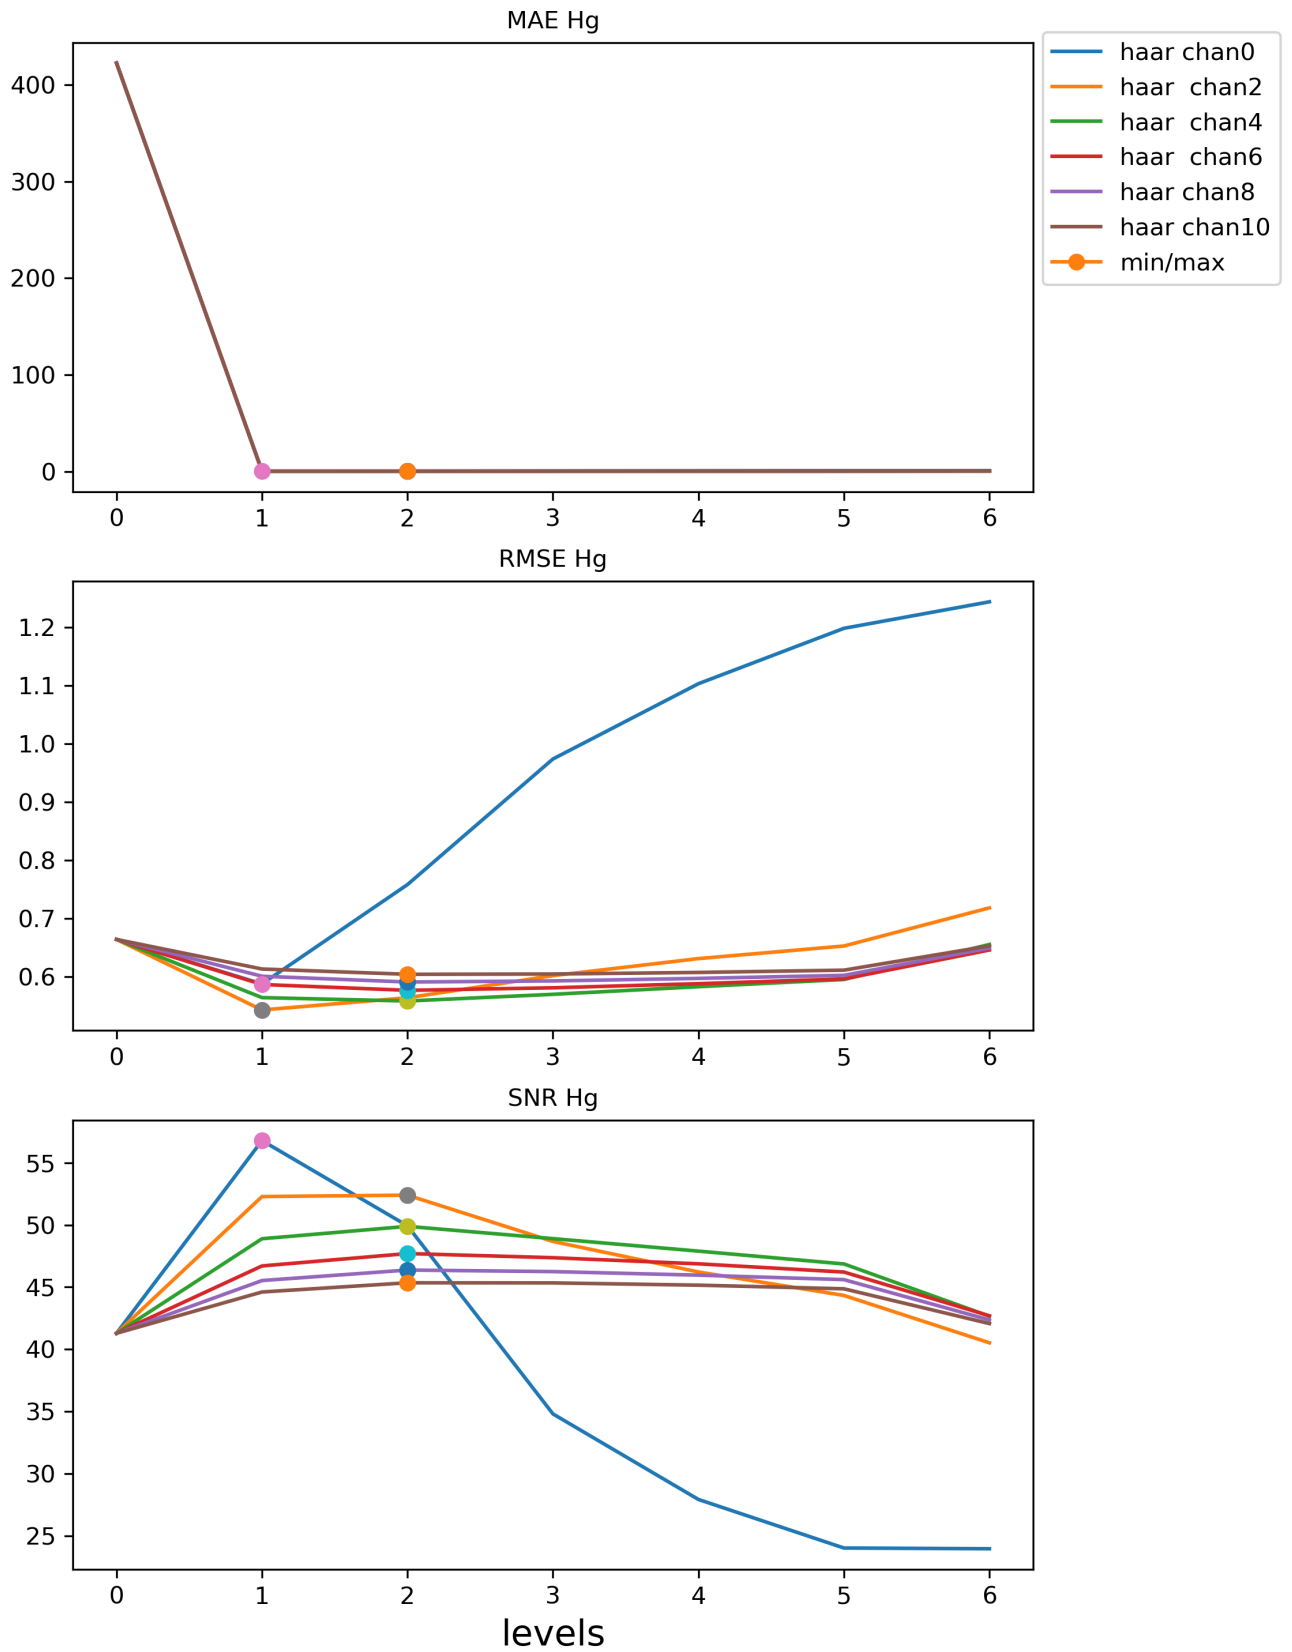 MAE Hg
400
300
200
100
0
0 1 2 3 4 5 6
haar chan0
haar  chan2
haar  chan4
haar  chan6
haar chan8
haar chan10
min/max
RMSE Hg
1.2
1.1
1.0
0.9
0.8
0.7
0.6
0 1 2 3 4 5 6
SNR Hg
55
50
45
40
35
30
25
0 1 2 3 4 5 6
levels